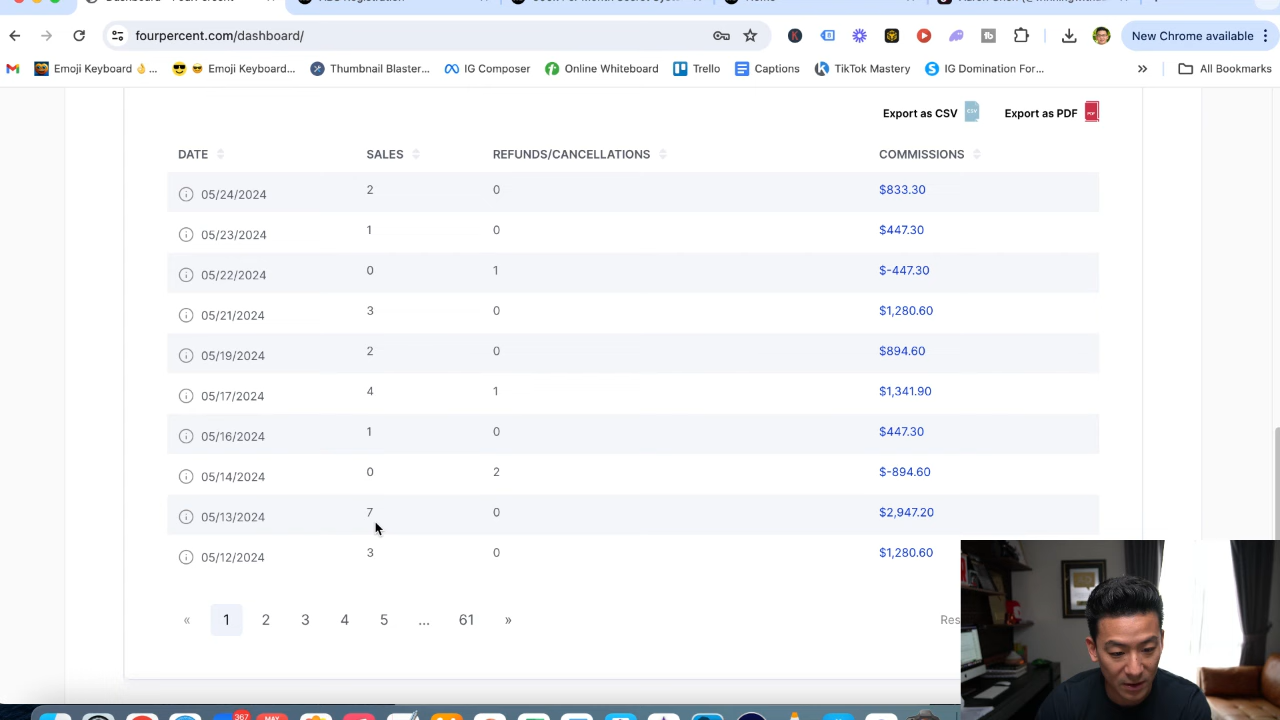 fourpercent.com/dashboard/
New Chrome available
Emoji Keyboard 👌 ...
😎 Emoji Keyboard...
Thumbnail Blaster...
IG Composer
Online Whiteboard
Trello
Captions
TikTok Mastery
IG Domination For...
»
All Bookmarks
Export as CSV
Export as PDF
DATE SALES REFUNDS/CANCELLATIONS COMMISSIONS
05/24/2024 2 0 $833.30
05/23/2024 1 0 $447.30
05/22/2024 0 1 $-447.30
05/21/2024 3 0 $1,280.60
05/19/2024 2 0 $894.60
05/17/2024 4 1 $1,341.90
05/16/2024 1 0 $447.30
05/14/2024 0 2 $-894.60
05/13/2024 7 0 $2,947.20
05/12/2024 3 0 $1,280.60
« 1 2 3 4 5 ... 61 »
367
MAY